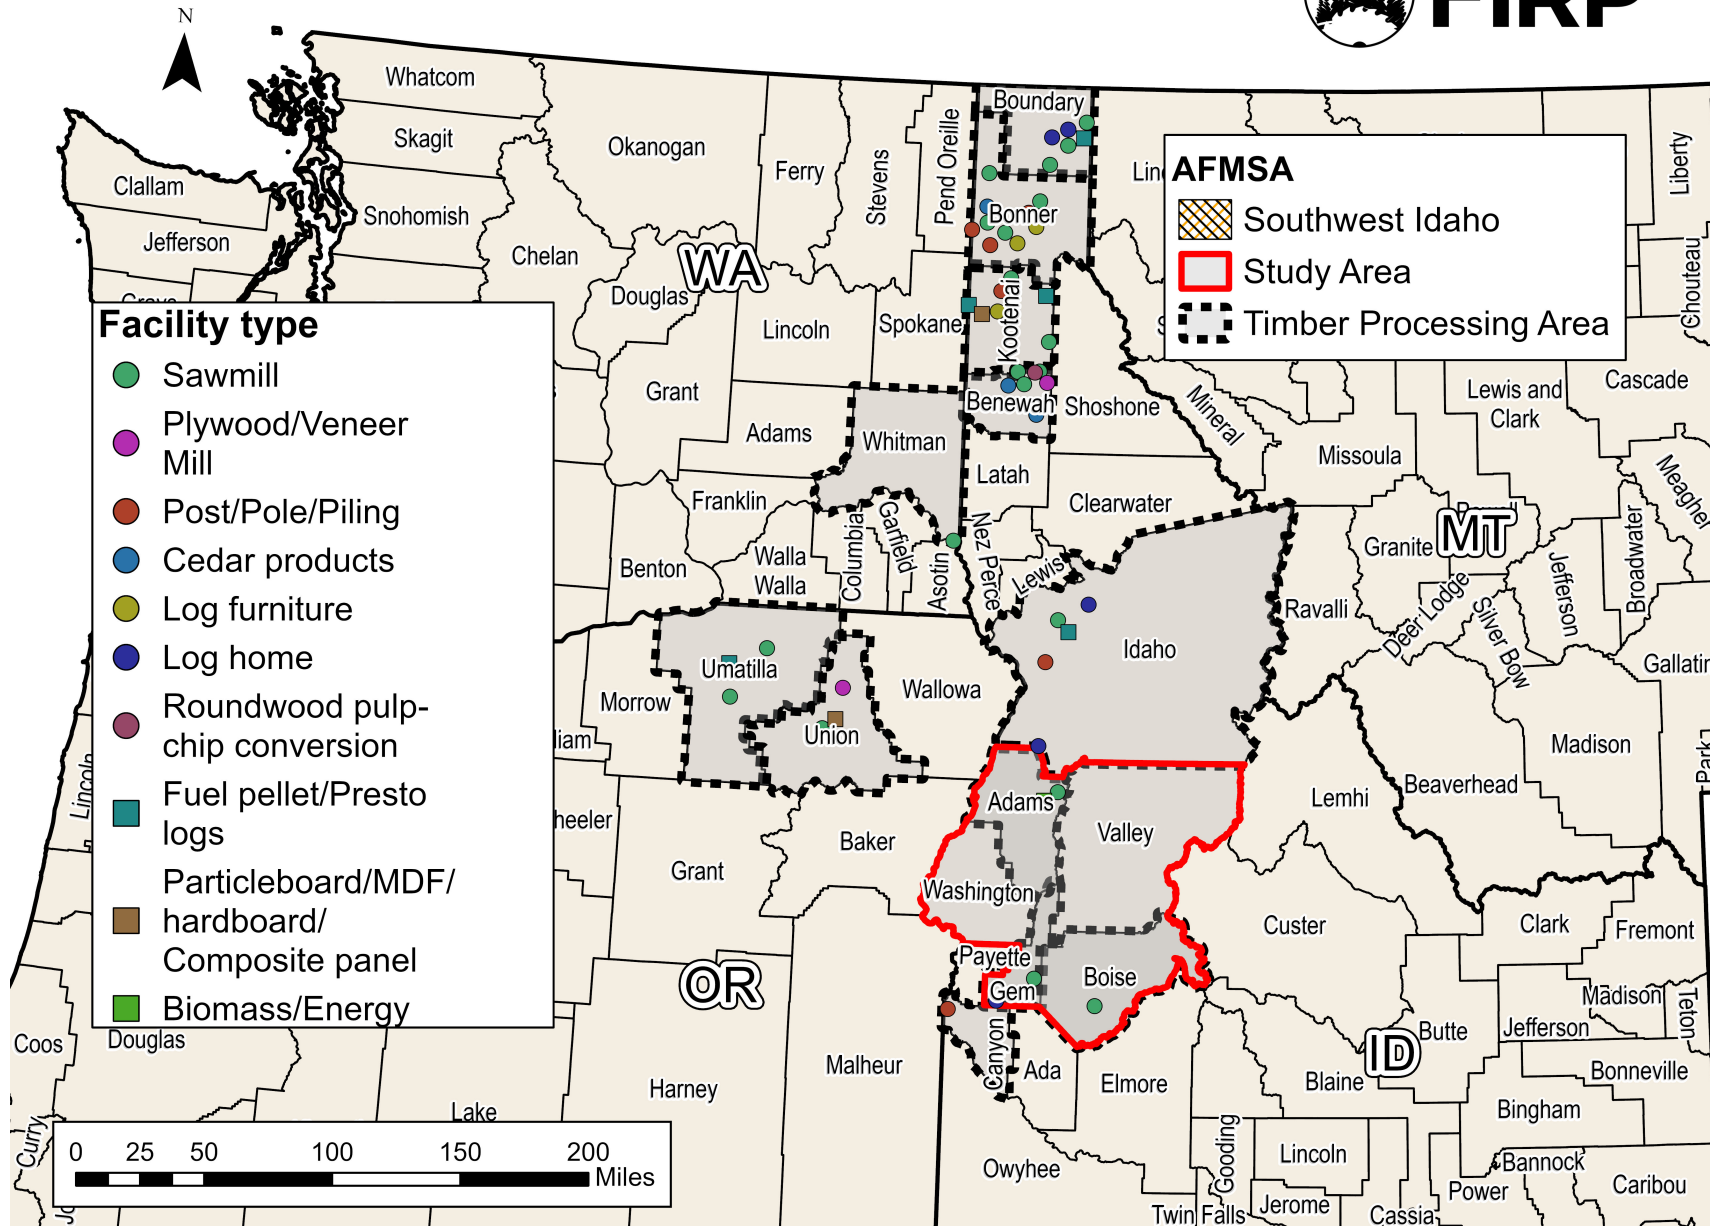 FIRP
N
Whatcom
Skagit
Okanogan
Ferry
Stevens
Pend Oreille
Boundary
Liberty
Clallam
Snohomish
Jefferson
Chelan
WA
Bonner
Chouteau
Douglas
Lincoln
Spokane
Kootenai
Grant
Adams
Whitman
Benewah
Shoshone
Mineral
Lewis and
Clark
Cascade
Missoula
Latah
Clearwater
Meagher
Franklin
Columbia
Garfield
Asotin
Nez Perce
Lewis
Benton
Walla
Walla
Granite
MT
Deer Lodge
Silver Bow
Jefferson
Broadwater
Ravalli
Idaho
Gallatin
Umatilla
Morrow
Union
Wallowa
Madison
Beaverhead
Lemhi
Park
Lincoln
Baker
Grant
Adams
Valley
Washington
Custer
Clark
Fremont
Payette
Gem
Boise
OR
Canyon
Ada
Elmore
Malheur
Harney
Lake
Coos
Douglas
Curry
ID
Butte
Blaine
Madison
Teton
Jefferson
Bonneville
Bingham
Owyhee
Gooding
Lincoln
Jerome
Twin Falls
Cassia
Power
Bannock
Caribou
AFMSA
Southwest Idaho
Study Area
Timber Processing Area
Facility type
Sawmill
Plywood/Veneer
Mill
Post/Pole/Piling
Cedar products
Log furniture
Log home
Roundwood pulp-
chip conversion
Fuel pellet/Presto
logs
Particleboard/MDF/
hardboard/
Composite panel
Biomass/Energy
0 25 50 100 150 200
Miles